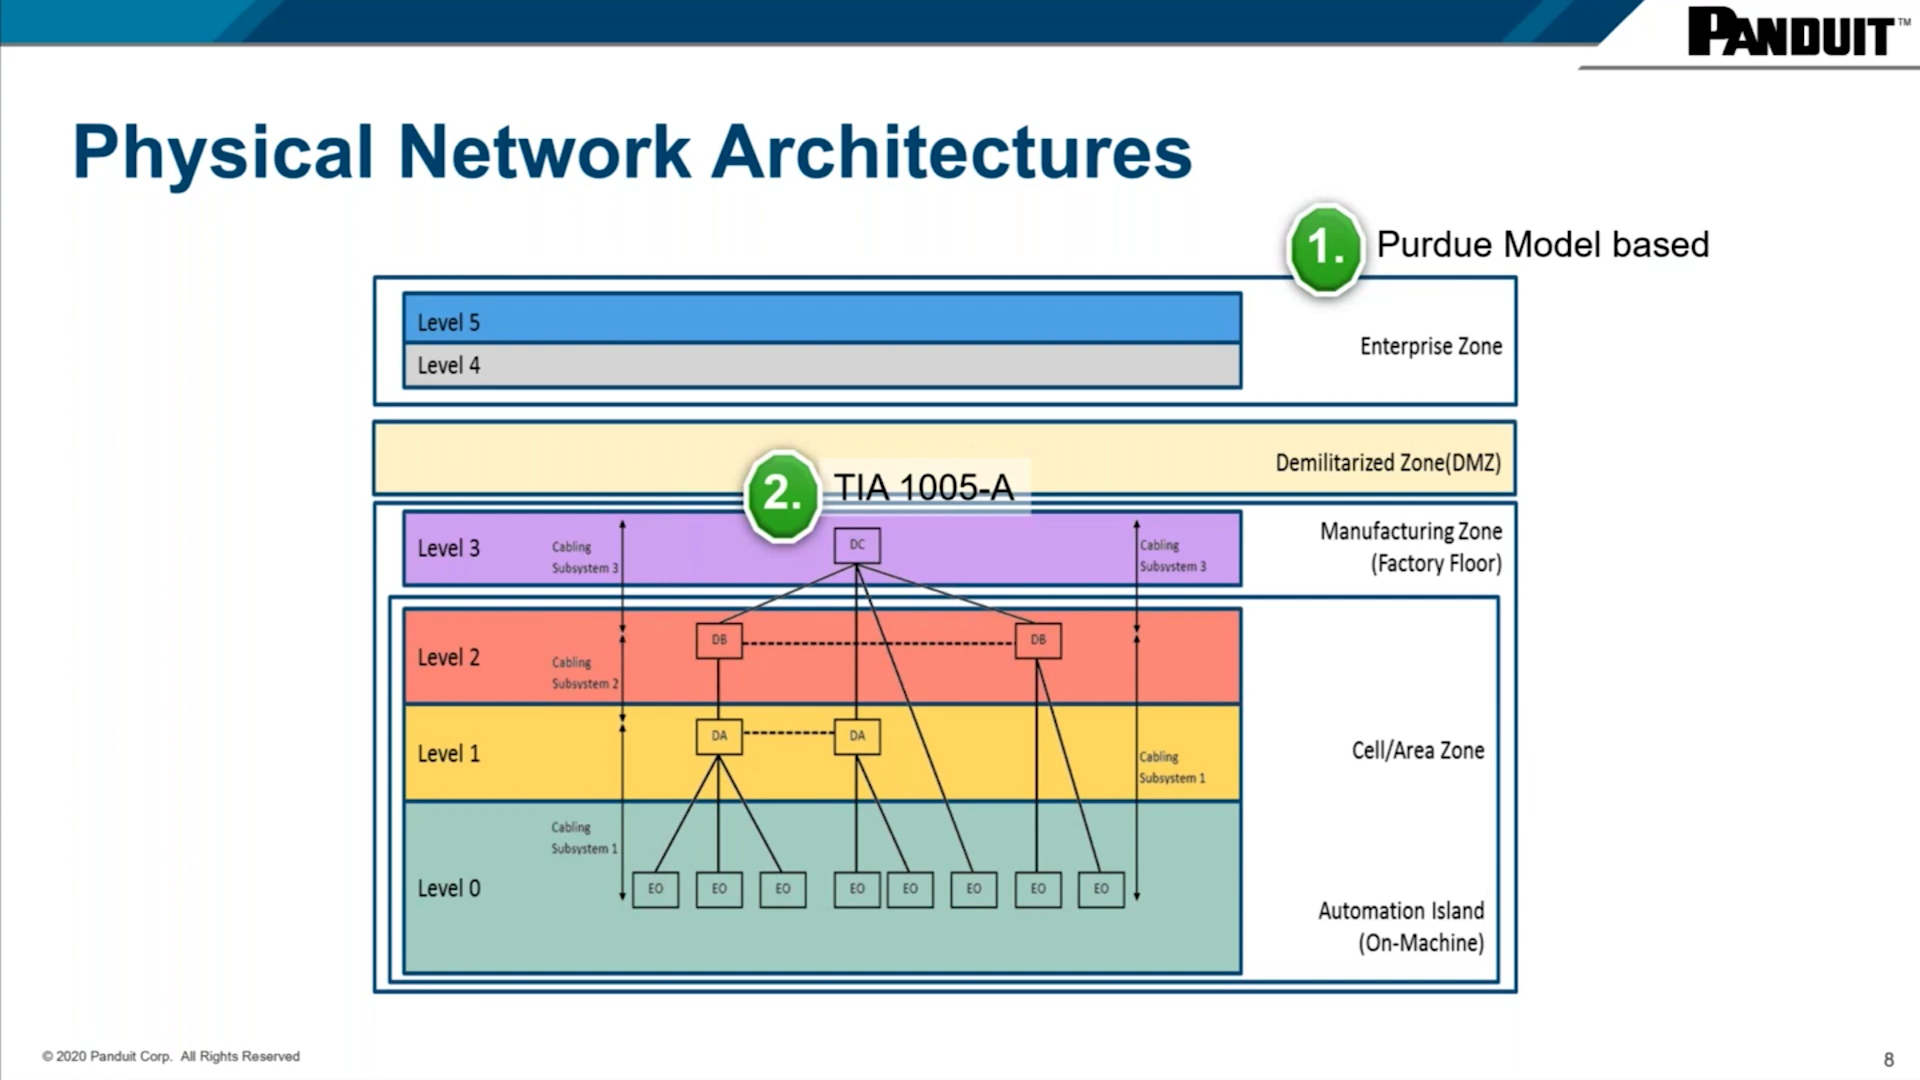 PANDUIT™
Physical Network Architectures
1. Purdue Model based
Level 5
Level 4
Enterprise Zone
Demilitarized Zone(DMZ)
2. TIA 1005-A
Level 3
Cabling
Subsystem 3
DC
Cabling
Subsystem 3
Manufacturing Zone
(Factory Floor)
Level 2
Cabling
Subsystem 2
DB
DB
Level 1
DA
DA
Cabling
Subsystem 1
Cell/Area Zone
Level 0
Cabling
Subsystem 1
EO
EO
EO
EO
EO
EO
EO
EO
Automation Island
(On-Machine)
© 2020 Panduit Corp. All Rights Reserved
8